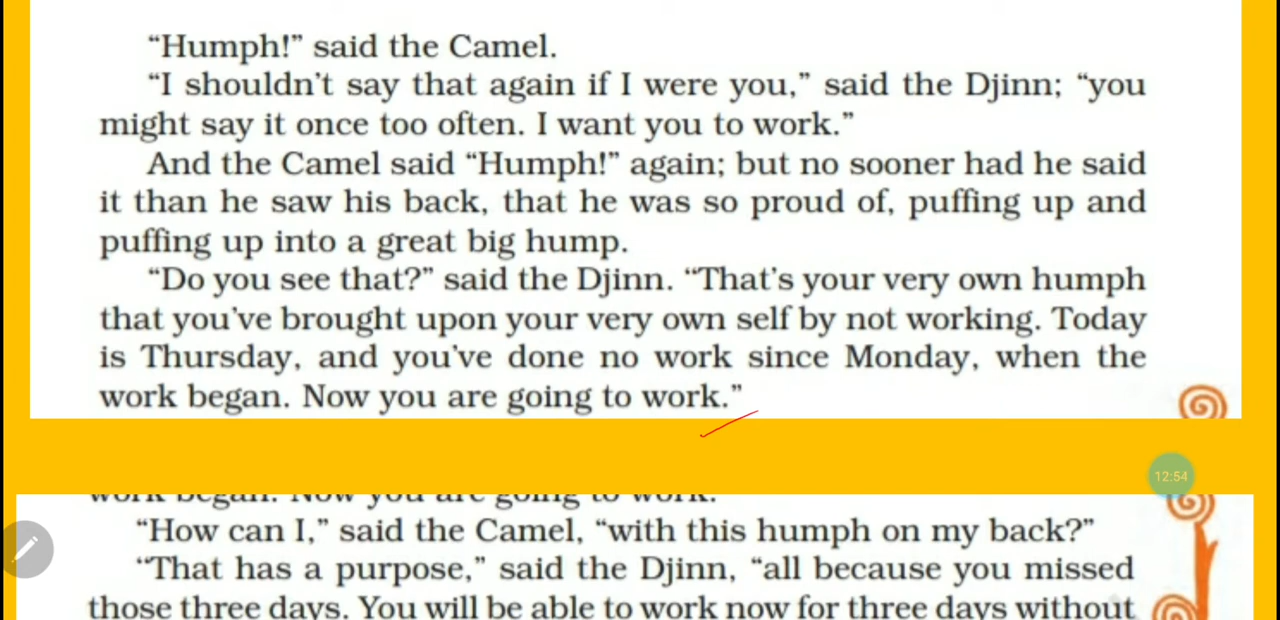 “Humph!” said the Camel.
“I shouldn’t say that again if I were you,” said the Djinn; “you
might say it once too often. I want you to work.”
And the Camel said “Humph!” again; but no sooner had he said
it than he saw his back, that he was so proud of, puffing up and
puffing up into a great big hump.
“Do you see that?” said the Djinn. “That’s your very own humph
that you’ve brought upon your very own self by not working. Today
is Thursday, and you’ve done no work since Monday, when the
work began. Now you are going to work.”
12:54
work began. Now you are going to work.
“How can I,” said the Camel, “with this humph on my back?”
“That has a purpose,” said the Djinn, “all because you missed
those three days. You will be able to work now for three days without